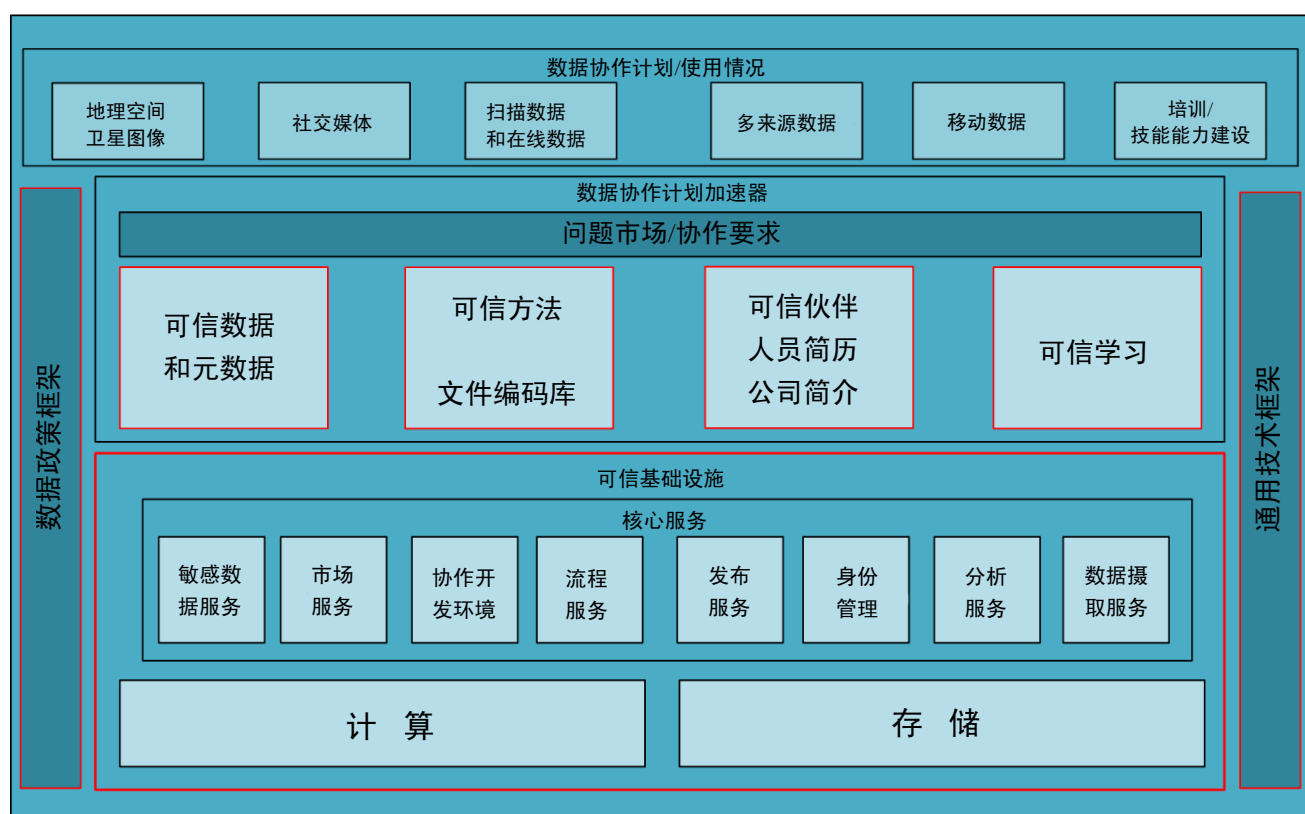 数据协作计划/使用情况
地理空间
卫星图像
社交媒体
扫描数据
和在线数据
多来源数据
移动数据
培训/
技能能力建设
数据政策框架
数据协作计划加速器
问题市场/协作要求
可信数据
和元数据
可信方法
文件编码库
可信伙伴
人员简历
公司简介
可信学习
通用技术框架
可信基础设施
核心服务
敏感数
据服务
市场
服务
协作开
发环境
流程
服务
发布
服务
身份
管理
分析
服务
数据摄
取服务
计 算
存 储